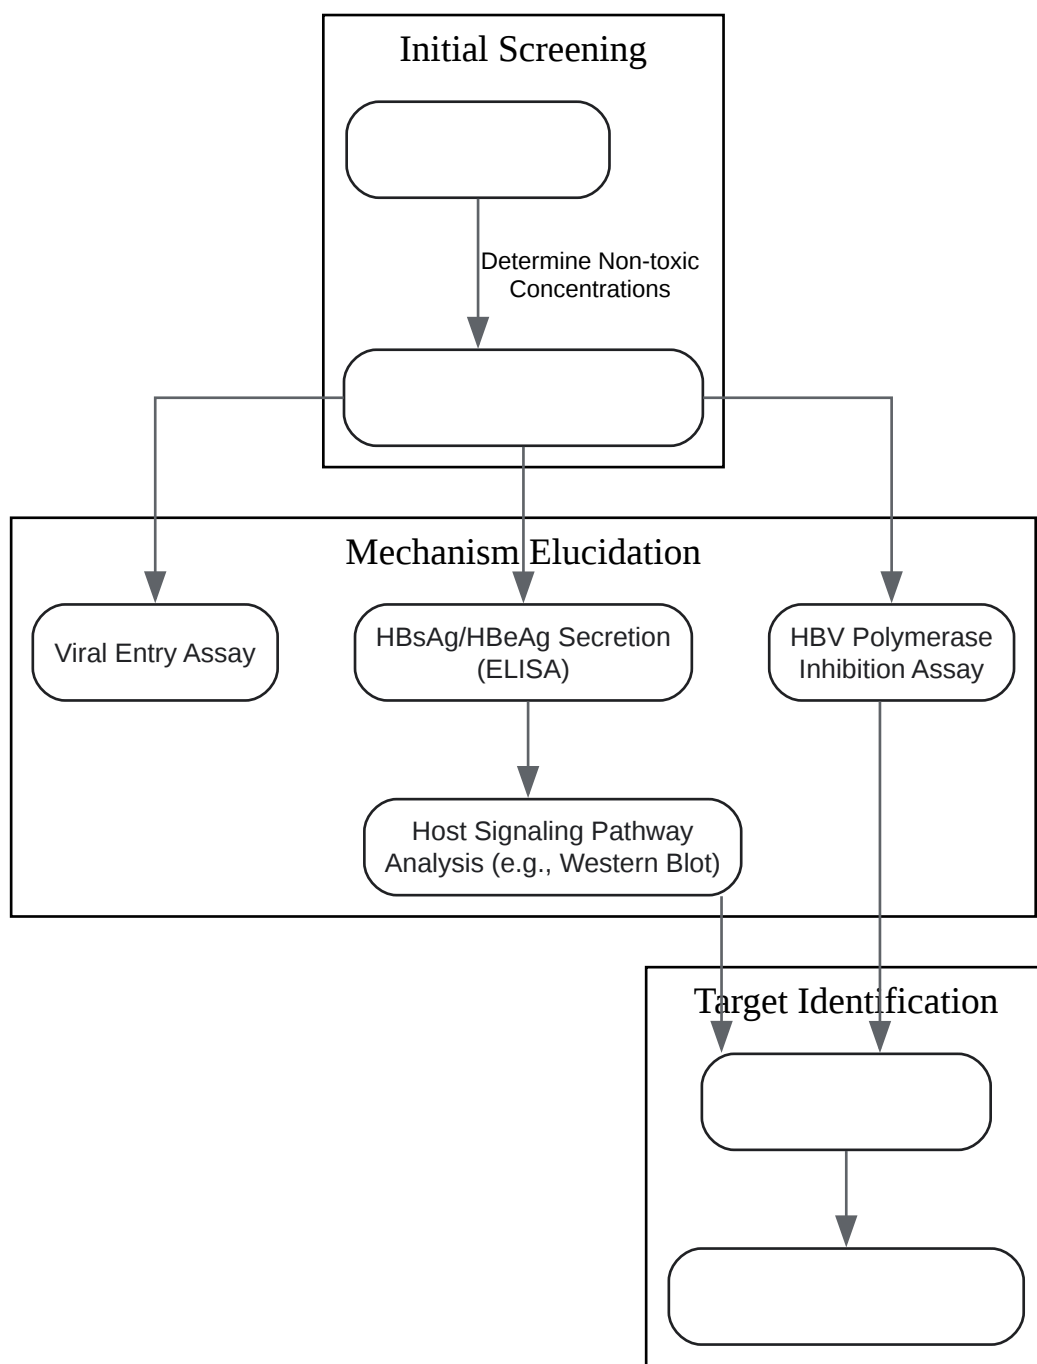 Initial Screening
Determine Non-toxic
Concentrations
Mechanism Elucidation
Viral Entry Assay
HBsAg/HBeAg Secretion
(ELISA)
HBV Polymerase
Inhibition Assay
Host Signaling Pathway
Analysis (e.g., Western Blot)
Target Identification